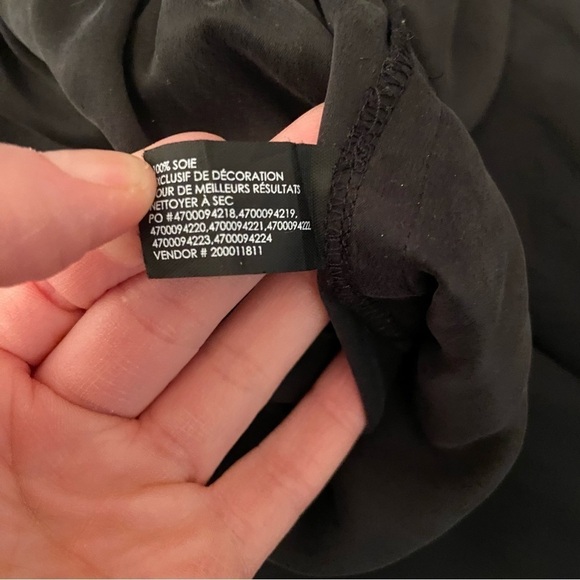 100% SOIE
EXCLUSIF DE DÉCORATION
POUR DE MEILLEURS RÉSULTATS
NETTOYER À SEC
PO #4700094218,4700094219,
4700094220,4700094221,4700094222,
4700094223,4700094224
VENDOR # 200011811